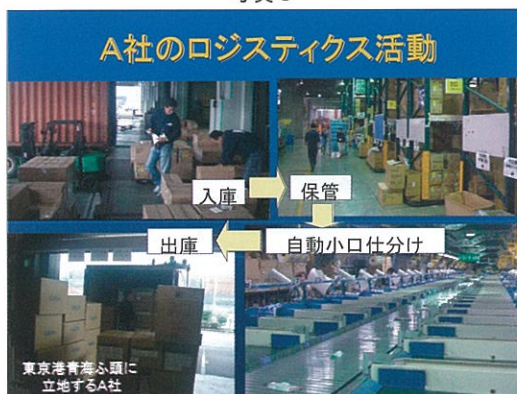 A社のロジスティクス活動
入庫
保管
出庫
自動小口仕分け
東京港青海ふ頭に
立地するA社